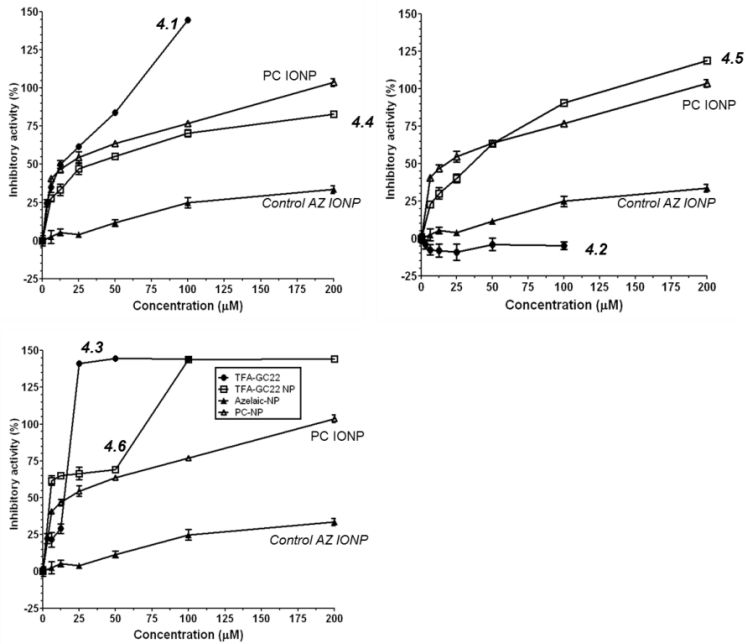 150
125
100
75
50
25
0
-25
Inhibitory activity (%)
4.1
PC IONP
4.4
Control AZ IONP
0 25 50 75 100 125 150 175 200
Concentration (µM)
150
125
100
75
50
25
0
-25
Inhibitory activity (%)
4.5
PC IONP
Control AZ IONP
4.2
0 25 50 75 100 125 150 175 200
Concentration (µM)
150
125
100
75
50
25
0
-25
Inhibitory activity (%)
4.3
TFA-GC22
TFA-GC22 NP
Azelaic-NP
PC-NP
4.6
PC IONP
Control AZ IONP
0 25 50 75 100 125 150 175 200
Concentration (µM)